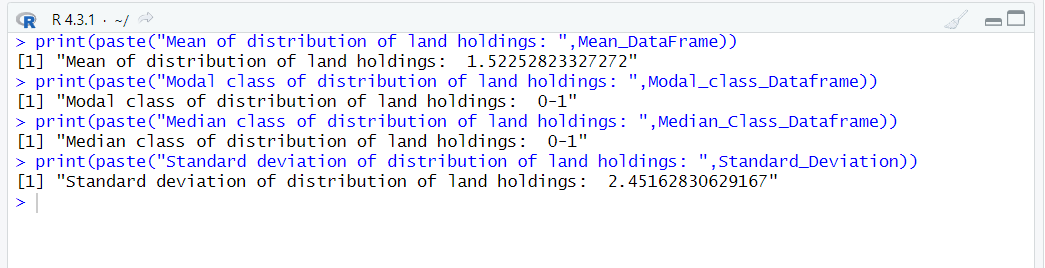 R 4.3.1 · ~/
> print(paste("Mean of distribution of land holdings: ",Mean_DataFrame))
[1] "Mean of distribution of land holdings:  1.52252823327272"
> print(paste("Modal class of distribution of land holdings: ",Modal_class_Dataframe))
[1] "Modal class of distribution of land holdings:  0-1"
> print(paste("Median class of distribution of land holdings: ",Median_Class_Dataframe))
[1] "Median class of distribution of land holdings:  0-1"
> print(paste("Standard deviation of distribution of land holdings: ",Standard_Deviation))
[1] "Standard deviation of distribution of land holdings:  2.45162830629167"
>